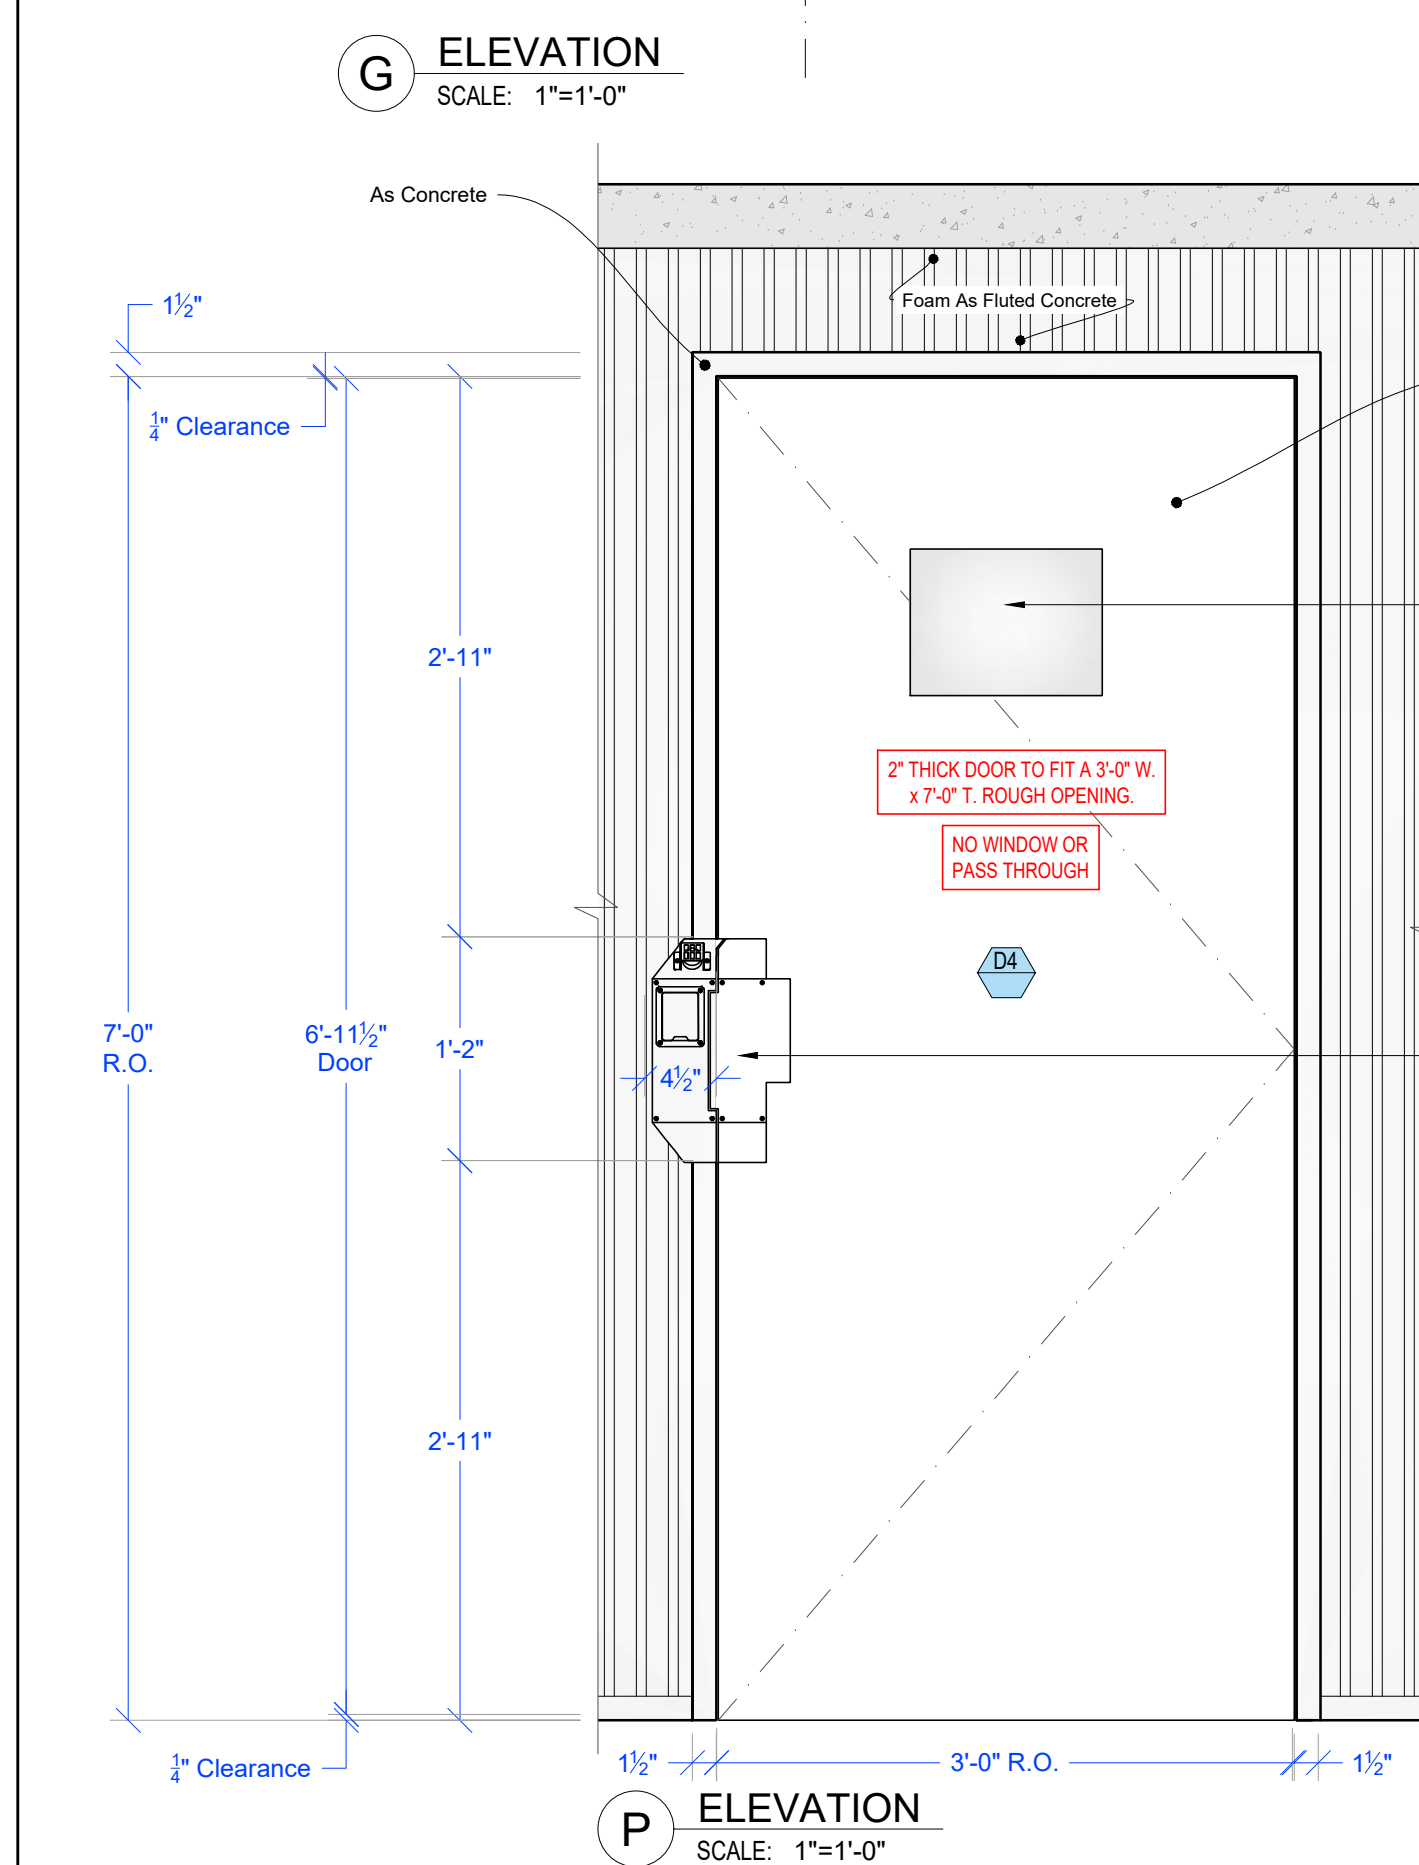 G
ELEVATION
SCALE: 1"=1'-0"
As Concrete
Foam As Fluted Concrete
1½"
¼" Clearance
2'-11"
2" THICK DOOR TO FIT A 3'-0" W.
x 7'-0" T. ROUGH OPENING.
NO WINDOW OR
PASS THROUGH
D4
7'-0"
R.O.
6'-11½"
Door
1'-2"
4½"
2'-11"
¼" Clearance
1½"
3'-0" R.O.
1½"
P
ELEVATION
SCALE: 1"=1'-0"